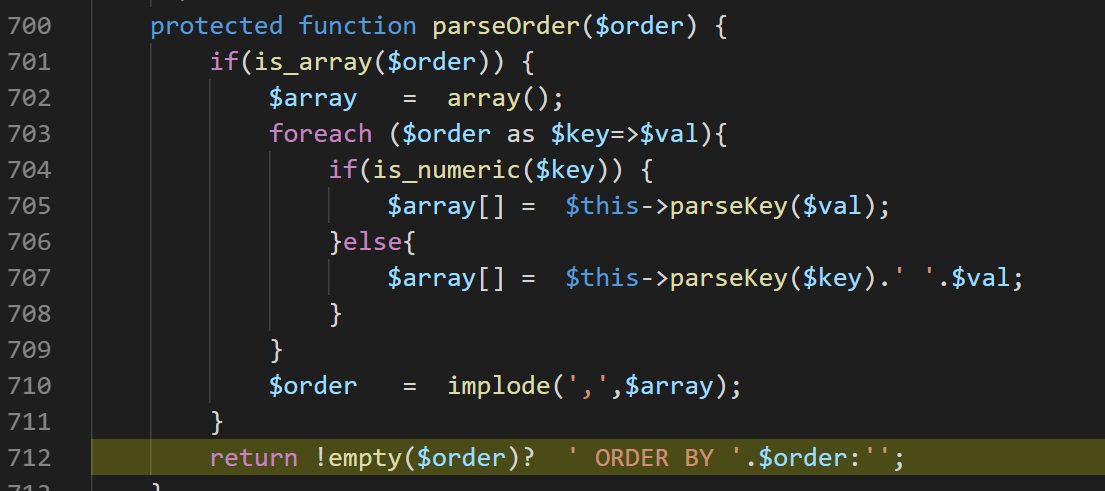 700 protected function parseOrder($order) {
701 if(is_array($order)) {
702 $array   =  array();
703 foreach ($order as $key=>$val){
704 if(is_numeric($key)) {
705 $array[] =  $this->parseKey($val);
706 }else{
707 $array[] =  $this->parseKey($key).' '.$val;
708 }
709 }
710 $order   =  implode(',',$array);
711 }
712 return !empty($order)?  ' ORDER BY '.$order:'';
713 }